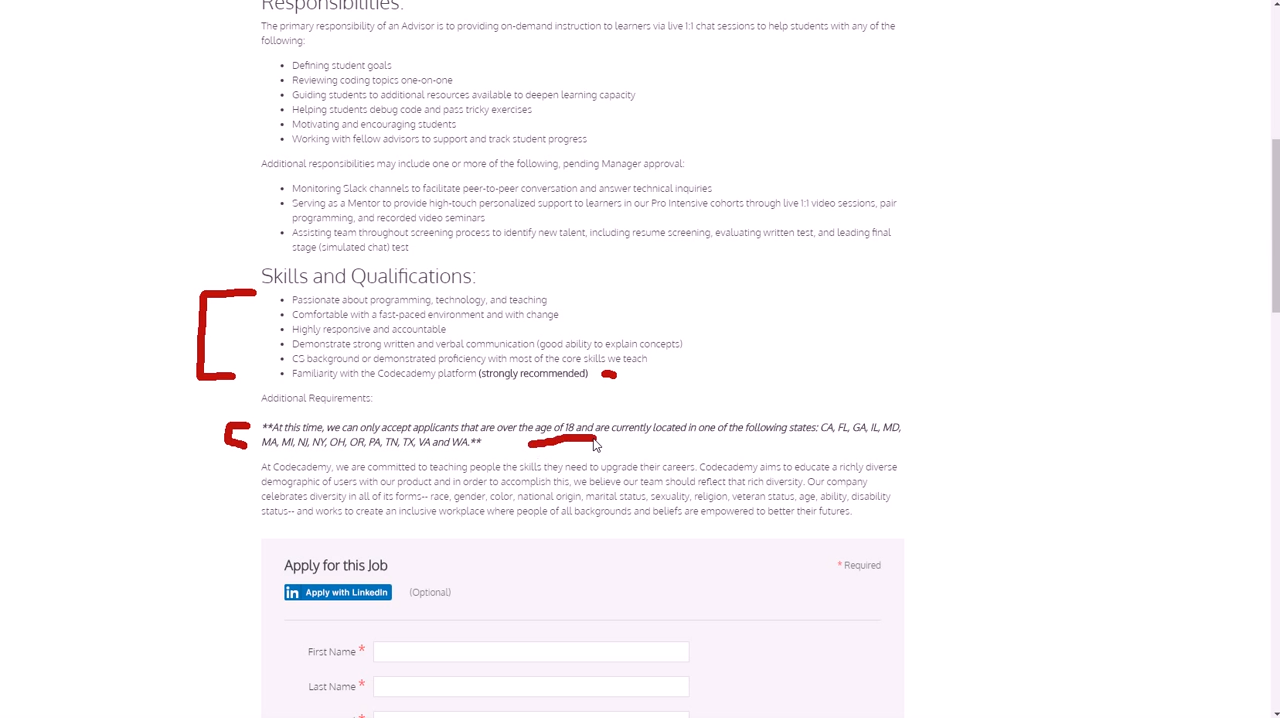 Responsibilities:
The primary responsibility of an Advisor is to providing on-demand instruction to learners via live 1:1 chat sessions to help students with any of the
following:
• Defining student goals
• Reviewing coding topics one-on-one
• Guiding students to additional resources available to deepen learning capacity
• Helping students debug code and pass tricky exercises
• Motivating and encouraging students
• Working with fellow advisors to support and track student progress
Additional responsibilities may include one or more of the following, pending Manager approval:
• Monitoring Slack channels to facilitate peer-to-peer conversation and answer technical inquiries
• Serving as a Mentor to provide high-touch personalized support to learners in our Pro Intensive cohorts through live 1:1 video sessions, pair
programming, and recorded video seminars
• Assisting team throughout screening process to identify new talent, including resume screening, evaluating written test, and leading final
stage (simulated chat) test
Skills and Qualifications:
• Passionate about programming, technology, and teaching
• Comfortable with a fast-paced environment and with change
• Highly responsive and accountable
• Demonstrate strong written and verbal communication (good ability to explain concepts)
• CS background or demonstrated proficiency with most of the core skills we teach
• Familiarity with the Codecademy platform (strongly recommended)
Additional Requirements:
**At this time, we can only accept applicants that are over the age of 18 and are currently located in one of the following states: CA, FL, GA, IL, MD,
MA, MI, NJ, NY, OH, OR, PA, TN, TX, VA and WA.**
At Codecademy, we are committed to teaching people the skills they need to upgrade their careers. Codecademy aims to educate a richly diverse
demographic of users with our product and in order to accomplish this, we believe our team should reflect that rich diversity. Our company
celebrates diversity in all of its forms-- race, gender, color, national origin, marital status, sexuality, religion, veteran status, age, ability, disability
status-- and works to create an inclusive workplace where people of all backgrounds and beliefs are empowered to better their futures.
Apply for this Job
* Required
in Apply with LinkedIn (Optional)
First Name *
Last Name *